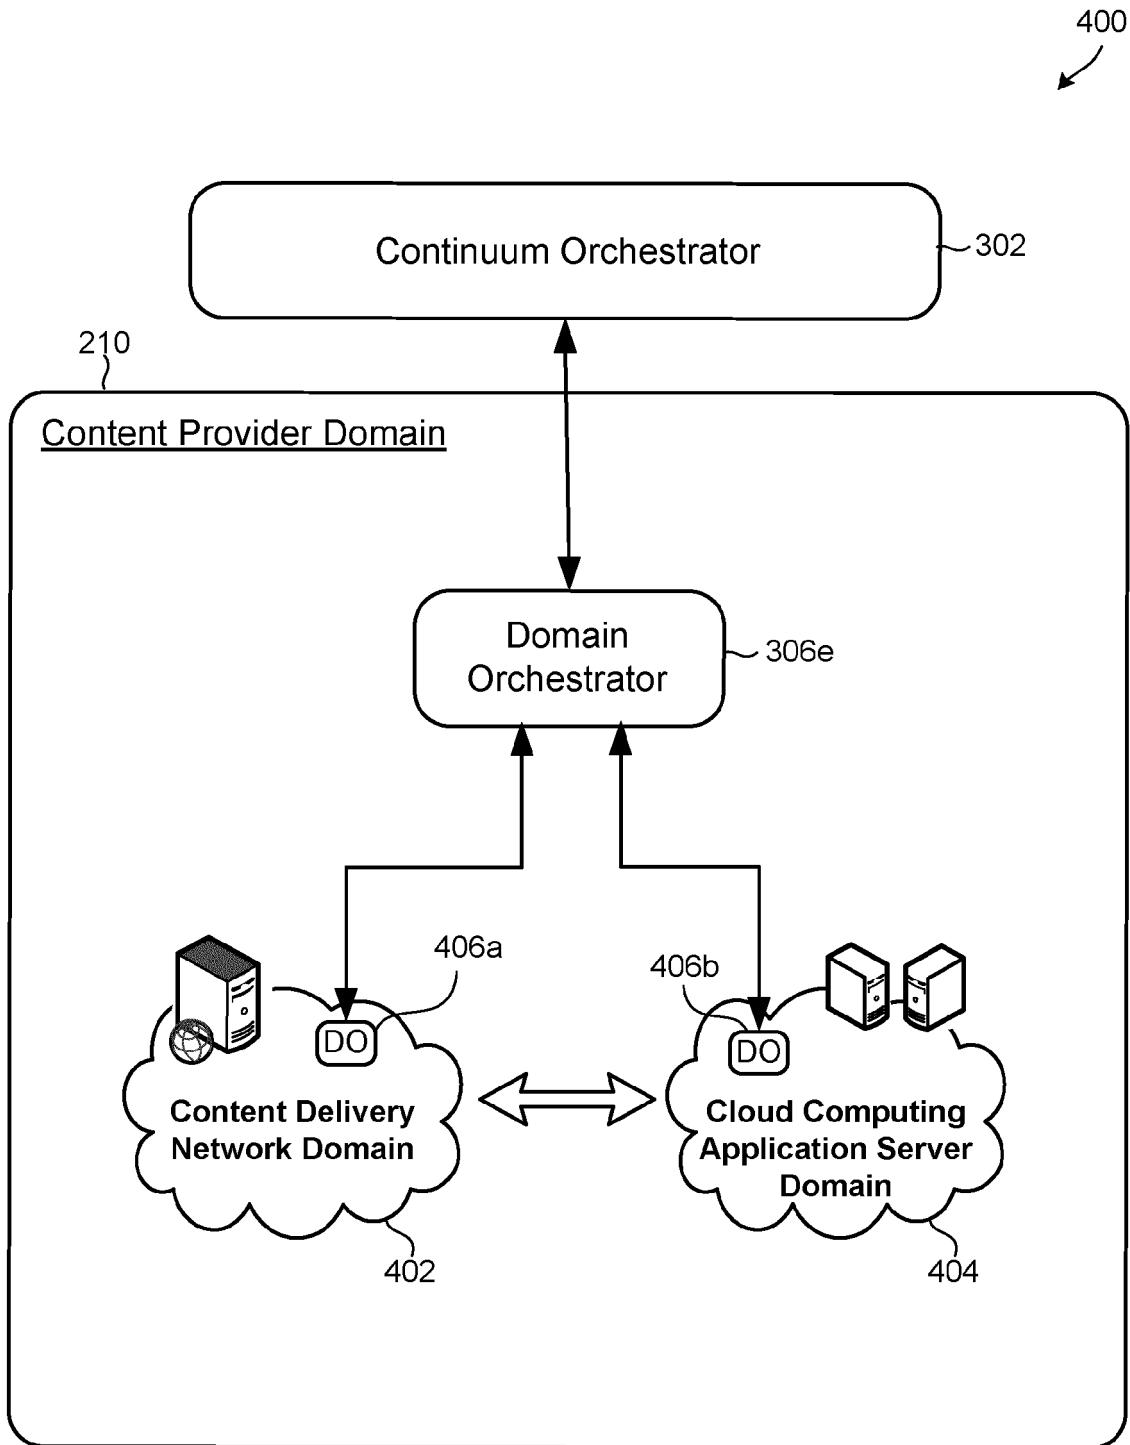 400
Continuum Orchestrator
302
210
Content Provider Domain
Domain
Orchestrator
306e
406a
406b
DO
DO
Content Delivery
Network Domain
Cloud Computing
Application Server
Domain
402
404